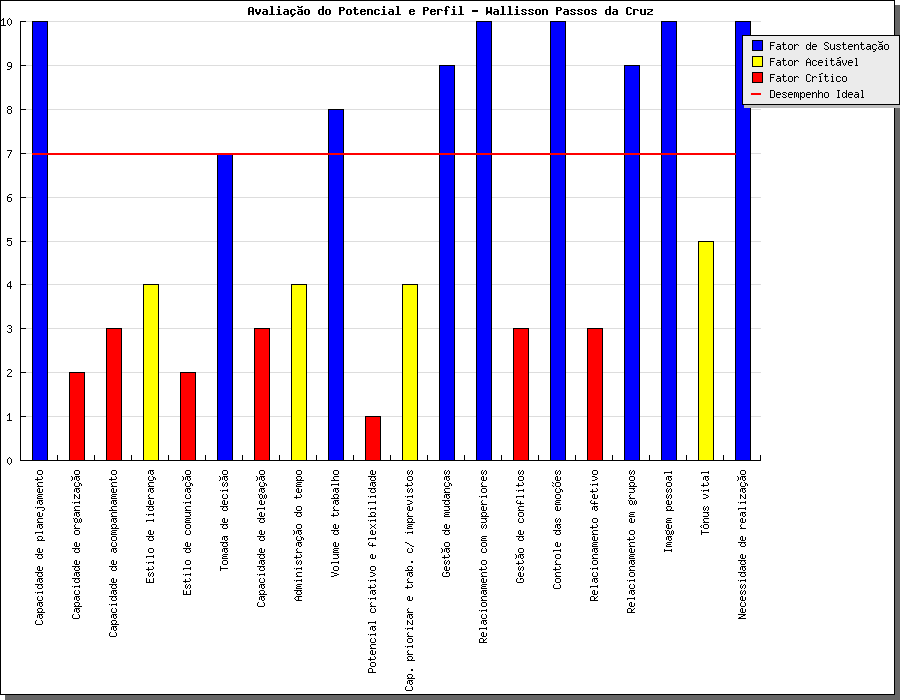 Avaliação do Potencial e Perfil - Wallisson Passos da Cruz
Fator de Sustentação
Fator Aceitável
Fator Crítico
Desempenho Ideal
10
9
8
7
6
5
4
3
2
1
0
Capacidade de planejamento
Capacidade de organização
Capacidade de acompanhamento
Estilo de liderança
Estilo de comunicação
Tomada de decisão
Capacidade de delegação
Administração do tempo
Volume de trabalho
Potencial criativo e flexibilidade
Cap. priorizar e trab. c/ imprevistos
Gestão de mudanças
Relacionamento com superiores
Gestão de conflitos
Controle das emoções
Relacionamento afetivo
Relacionamento em grupos
Imagem pessoal
Tônus vital
Necessidade de realização